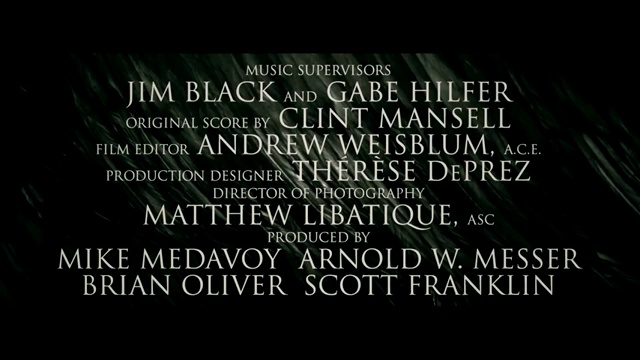 MUSIC SUPERVISORS
JIM BLACK AND GABE HILFER
ORIGINAL SCORE BY CLINT MANSELL
FILM EDITOR ANDREW WEISBLUM, A.C.E.
PRODUCTION DESIGNER THÉRÈSE DePREZ
DIRECTOR OF PHOTOGRAPHY
MATTHEW LIBATIQUE, ASC
PRODUCED BY
MIKE MEDAVOY ARNOLD W. MESSER
BRIAN OLIVER SCOTT FRANKLIN